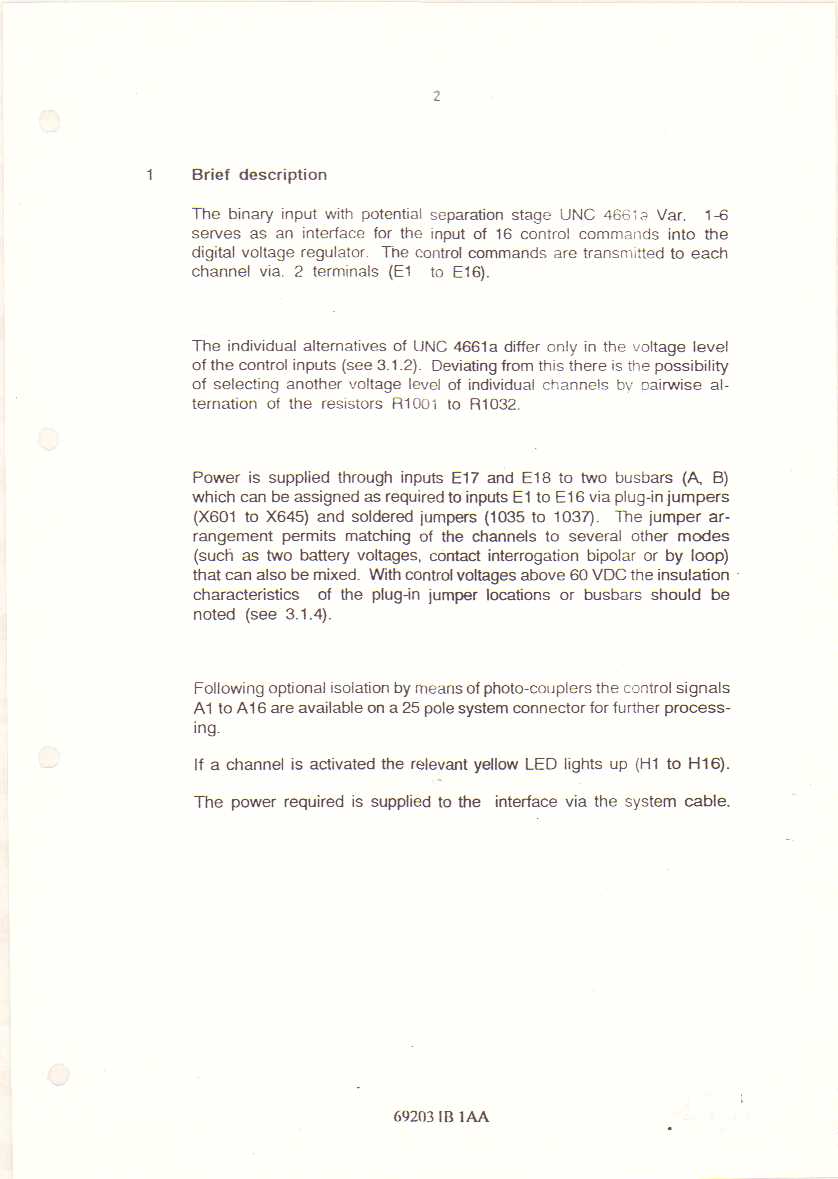 2
1 Brief description
The binary input with potential separation stage UNC 4661a Var. 1-6
serves as an interface for the input of 16 control commands into the
digital voltage regulator. The control commands are transmitted to each
channel via. 2 terminals (E1 to E16).
The individual alternatives of UNC 4661a differ only in the voltage level
of the control inputs (see 3.1.2). Deviating from this there is the possibility
of selecting another voltage level of individual channels by pairwise al-
ternation of the resistors R1001 to R1032.
Power is supplied through inputs E17 and E18 to two busbars (A, B)
which can be assigned as required to inputs E1 to E16 via plug-in jumpers
(X601 to X645) and soldered jumpers (1035 to 1037). The jumper ar-
rangement permits matching of the channels to several other modes
(such as two battery voltages, contact interrogation bipolar or by loop)
that can also be mixed. With control voltages above 60 VDC the insulation
characteristics of the plug-in jumper locations or busbars should be
noted (see 3.1.4).
Following optional isolation by means of photo-couplers the control signals
A1 to A16 are available on a 25 pole system connector for further process-
ing.
If a channel is activated the relevant yellow LED lights up (H1 to H16).
The power required is supplied to the interface via the system cable.
69203 IB 1AA